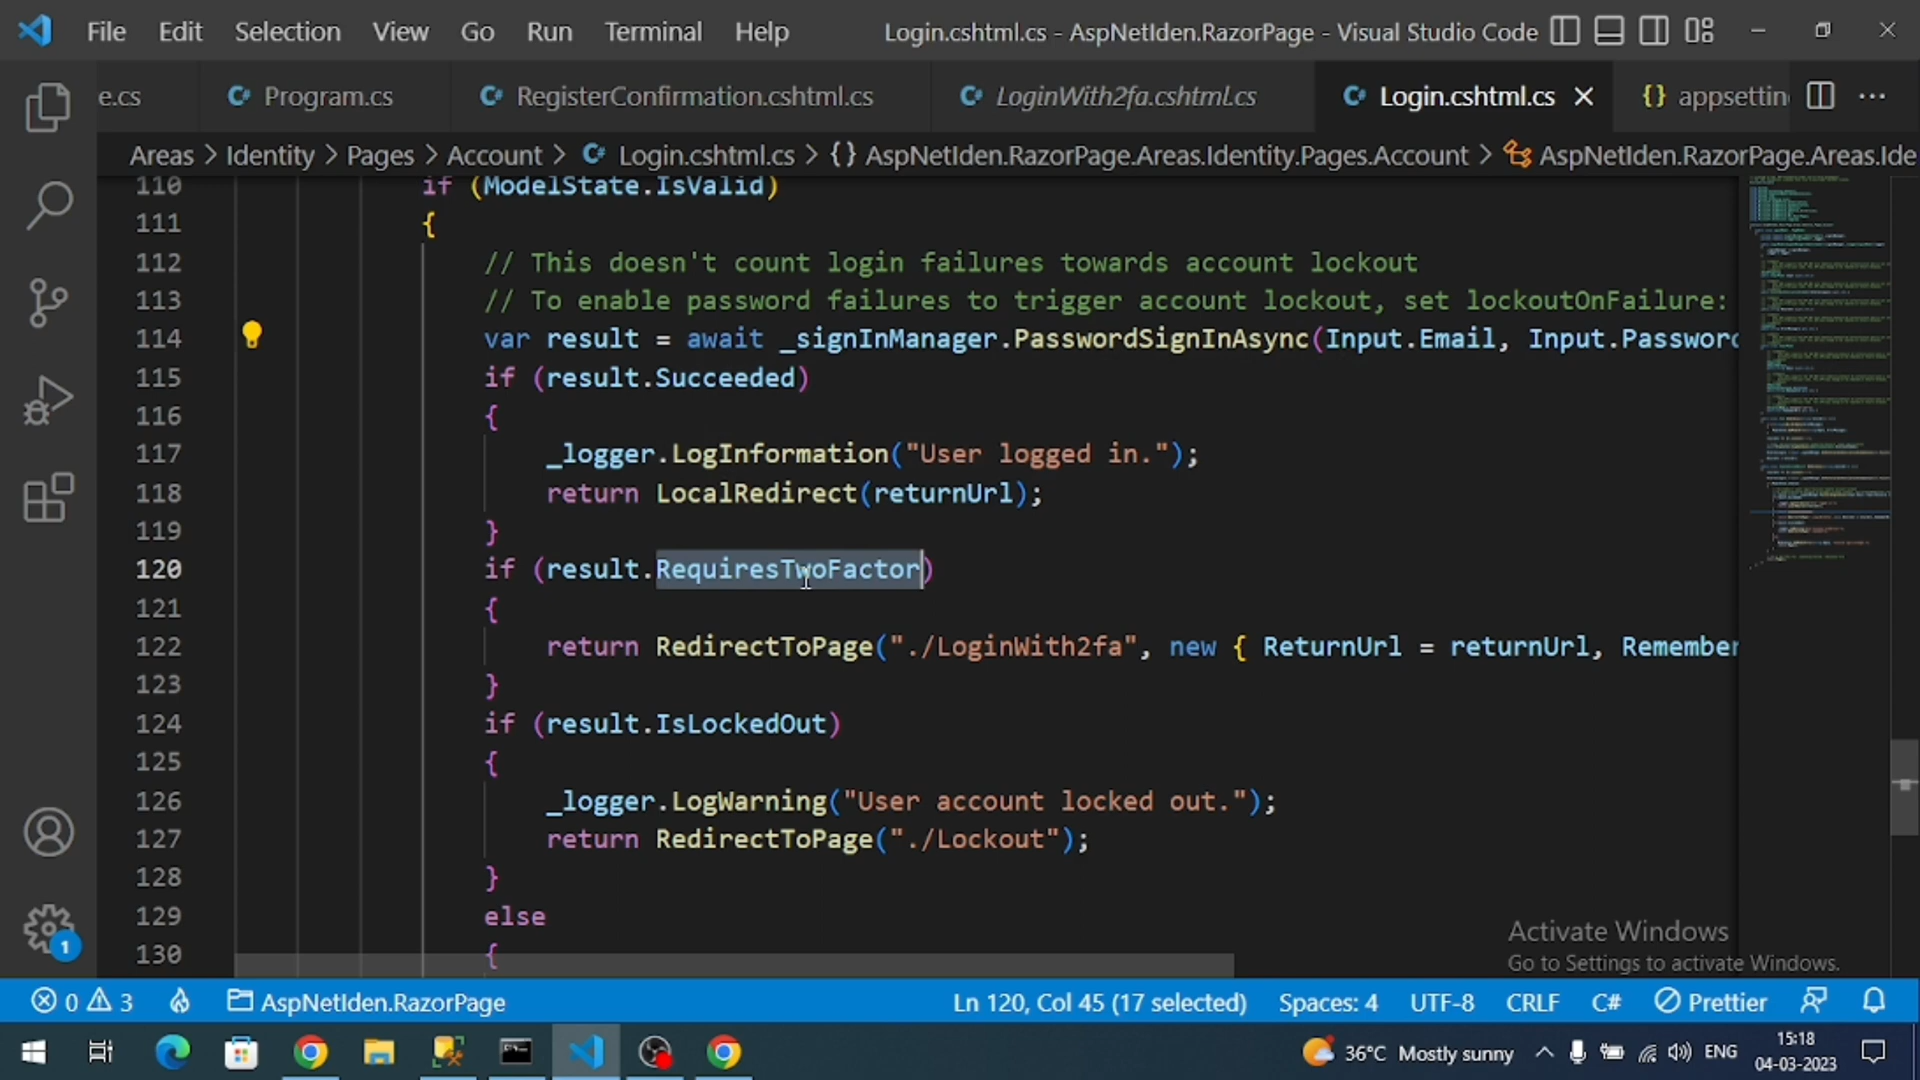 File Edit Selection View Go Run Terminal Help Login.cshtml.cs - AspNetIden.RazorPage - Visual Studio Code
e.cs Program.cs RegisterConfirmation.cshtml.cs LoginWith2fa.cshtml.cs Login.cshtml.cs {} appsettin
Areas > Identity > Pages > Account > Login.cshtml.cs > {} AspNetIden.RazorPage.Areas.Identity.Pages.Account > AspNetIden.RazorPage.Areas.Ide
110 if (ModelState.IsValid)
111 {
112 // This doesn't count login failures towards account lockout
113 // To enable password failures to trigger account lockout, set lockoutOnFailure:
114 var result = await _signInManager.PasswordSignInAsync(Input.Email, Input.Password
115 if (result.Succeeded)
116 {
117 _logger.LogInformation("User logged in.");
118 return LocalRedirect(returnUrl);
119 }
120 if (result.RequiresTwoFactor)
121 {
122 return RedirectToPage("./LoginWith2fa", new { ReturnUrl = returnUrl, Remember
123 }
124 if (result.IsLockedOut)
125 {
126 _logger.LogWarning("User account locked out.");
127 return RedirectToPage("./Lockout");
128 }
129 else
130 {
Activate Windows
Go to Settings to activate Windows.
1
0 3 AspNetIden.RazorPage Ln 120, Col 45 (17 selected) Spaces: 4 UTF-8 CRLF C# Prettier
36°C Mostly sunny ENG 15:18
04-03-2023